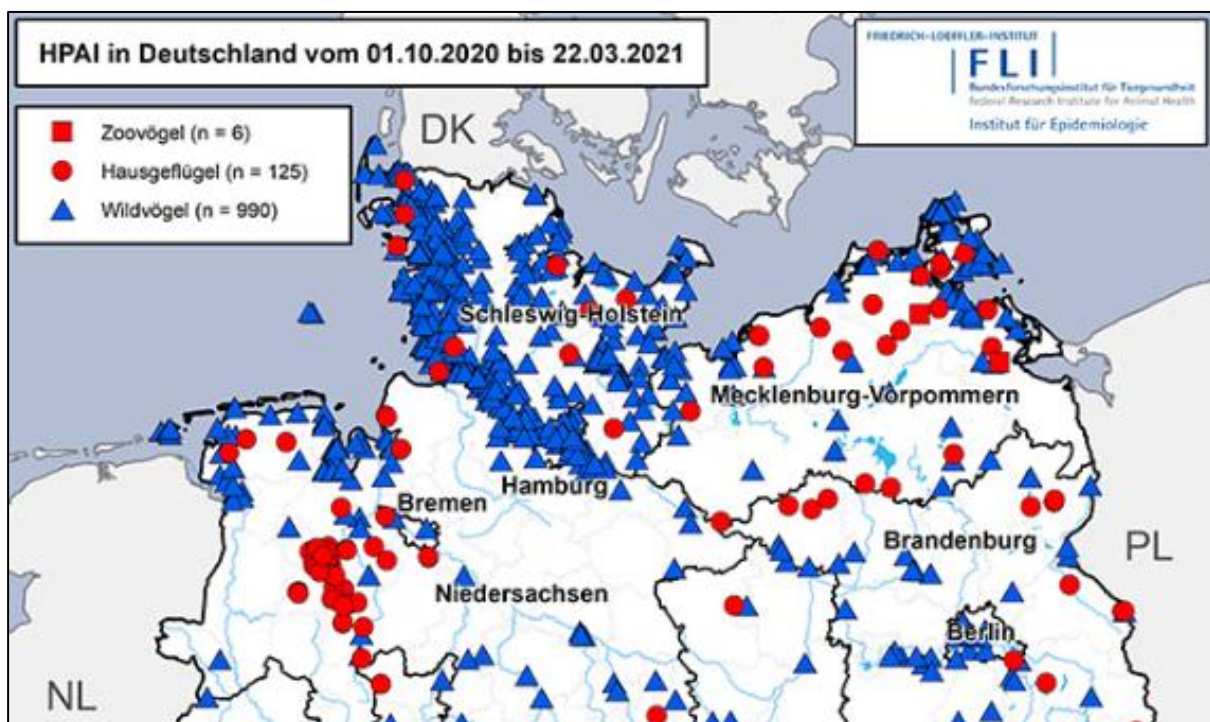 HPAI in Deutschland vom 01.10.2020 bis 22.03.2021
FRIEDRICH-LOEFFLER-INSTITUT
FLI
Bundesforschungsinstitut für Tiergesundheit
Federal Research Institute for Animal Health
Institut für Epidemiologie
Zoovögel (n = 6)
Hausgeflügel (n = 125)
Wildvögel (n = 990)
DK
Schleswig-Holstein
Mecklenburg-Vorpommern
Hamburg
Bremen
Brandenburg
PL
Niedersachsen
Berlin
NL